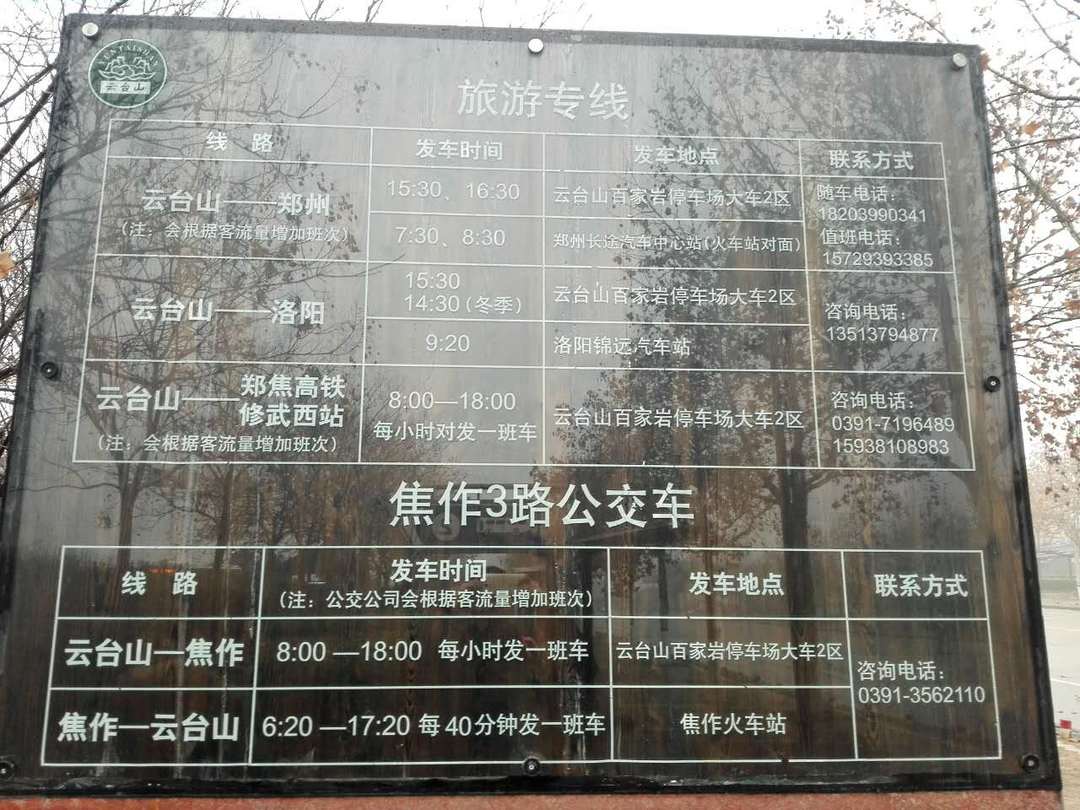 YUNTAISHAN
云台山
旅游专线
线 路
发车时间
发车地点
联系方式
云台山——郑州
(注：会根据客流量增加班次)
15:30、16:30
云台山百家岩停车场大车2区
7:30、8:30
郑州长途汽车中心站(火车站对面)
随车电话：
18203990341
值班电话：
15729393385
云台山——洛阳
15:30
14:30(冬季)
云台山百家岩停车场大车2区
9:20
洛阳锦远汽车站
咨询电话：
13513794877
云台山——郑焦高铁
修武西站
(注：会根据客流量增加班次)
8:00—18:00
每小时对发一班车
云台山百家岩停车场大车2区
咨询电话：
0391-7196489
15938108983
焦作3路公交车
线 路
发车时间
(注：公交公司会根据客流量增加班次)
发车地点
联系方式
云台山—焦作
8:00 —18:00 每小时发一班车
云台山百家岩停车场大车2区
焦作—云台山
6:20 —17:20 每40分钟发一班车
焦作火车站
咨询电话：
0391-3562110